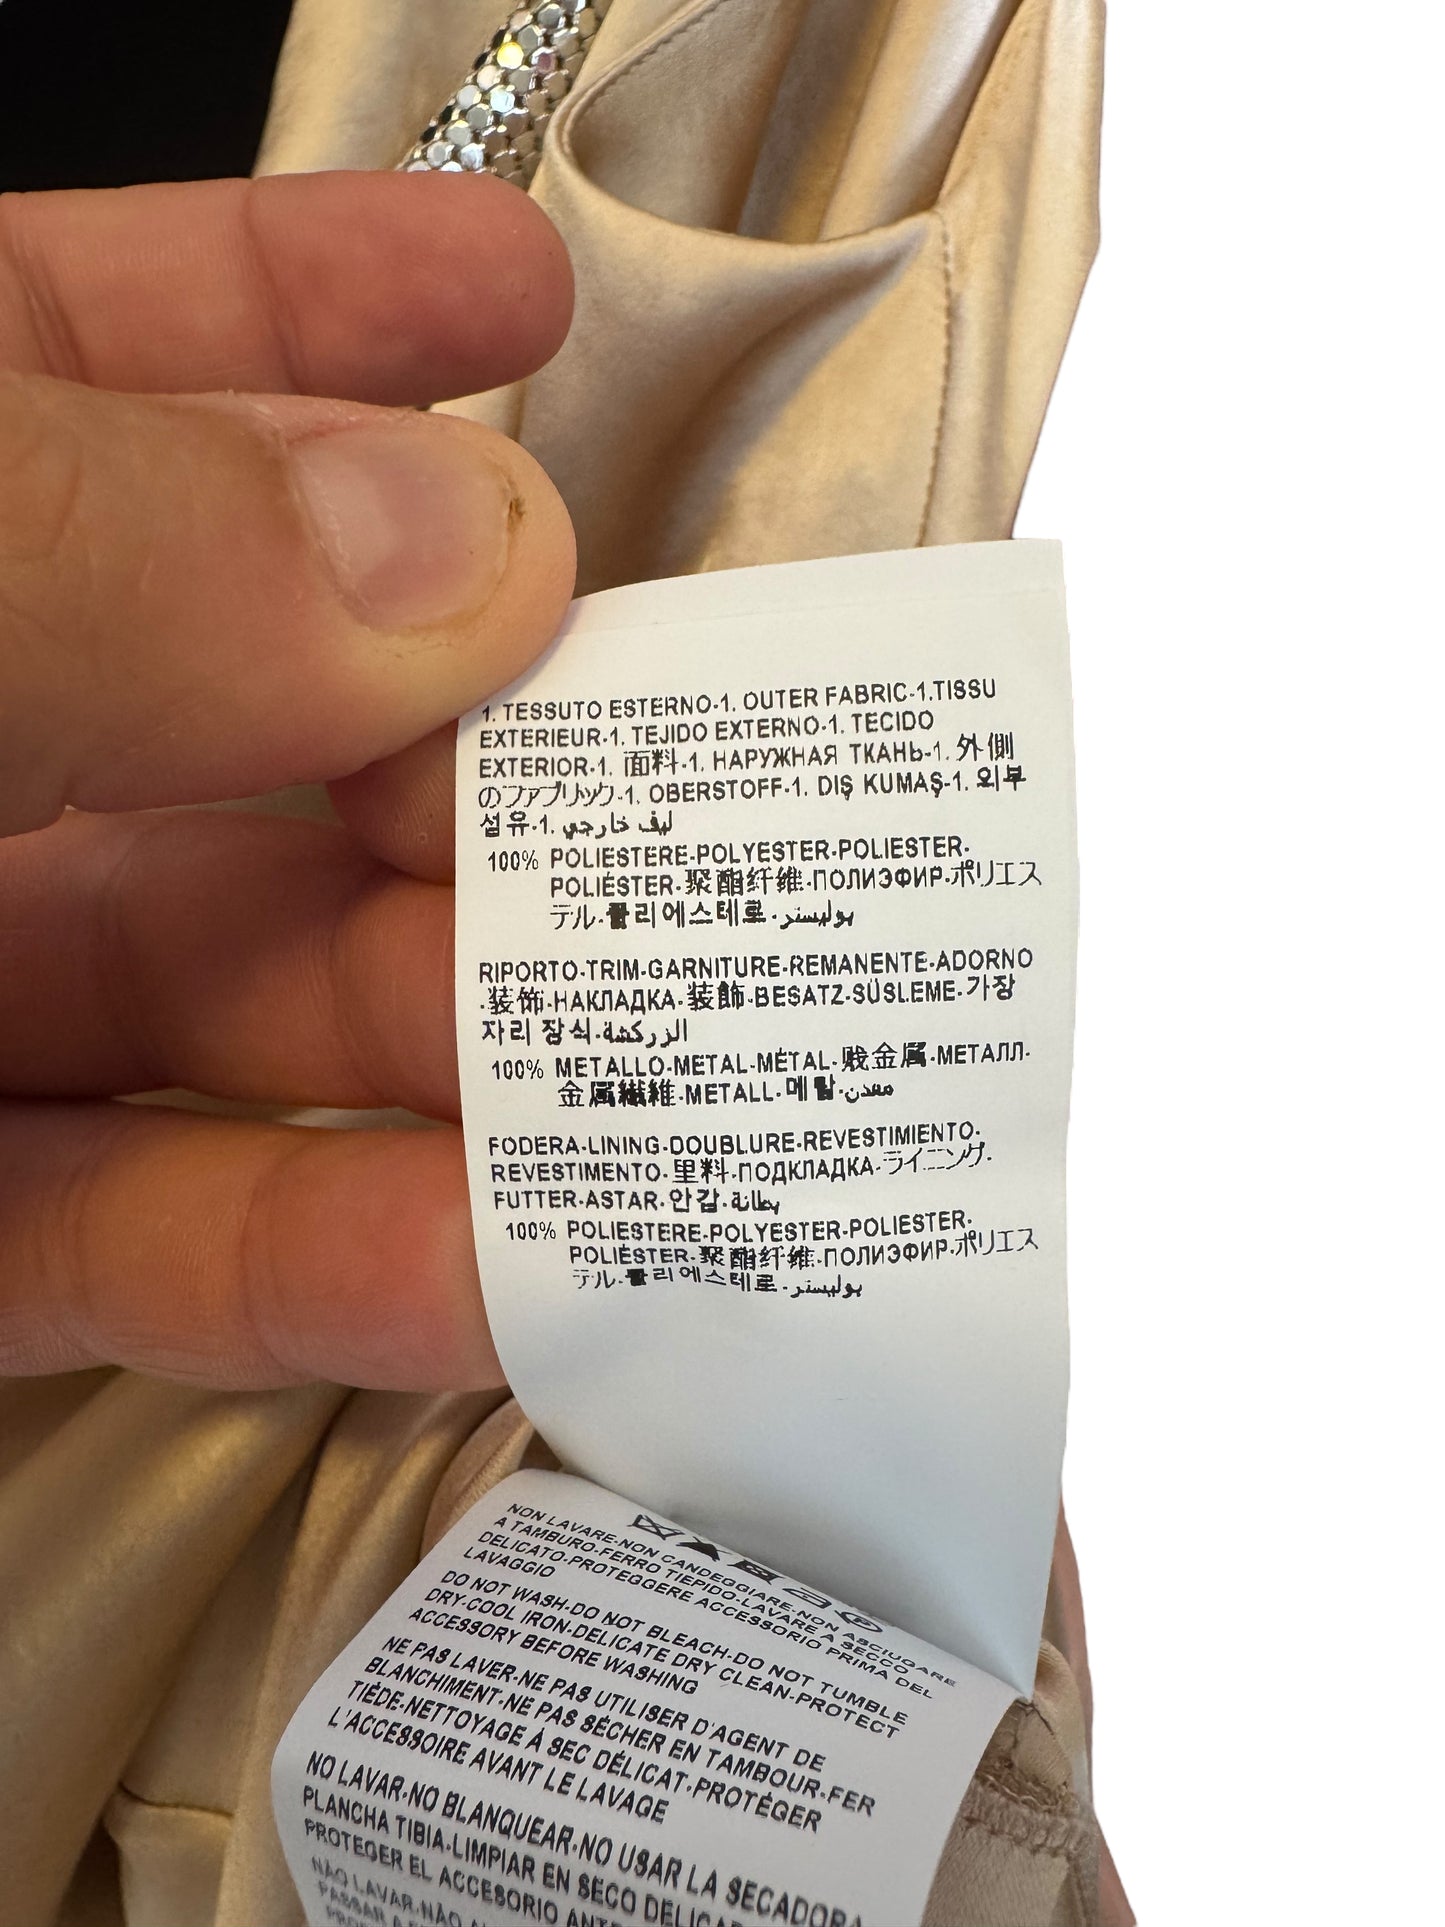 1. TESSUTO ESTERNO-1. OUTER FABRIC-1.TISSU
EXTERIEUR-1. TEJIDO EXTERNO-1. TECIDO
EXTERIOR-1. 面料-1. НАРУЖНАЯ ТКАНЬ-1. 外側
のファブリック-1. OBERSTOFF-1. DIŞ KUMAŞ-1. 외부
섬유-1. ليف خارجي
100% POLIESTERE-POLYESTER-POLIESTER-
POLIÉSTER-聚酯纤维-ПОЛИЭФИР-ポリエス
テル-폴리에스테로-بوليستر
RIPORTO-TRIM-GARNITURE-REMANENTE-ADORNO
-装饰-НАКЛАДКА-装飾-BESATZ-SÜSLEME-가장
자리 장식-الزركشة
100% METALLO-METAL-MÉTAL-贱金属-МЕТАЛЛ-
金属繊維-METALL-메탈-معدن
FODERA-LINING-DOUBLURE-REVESTIMIENTO-
REVESTIMENTO-里料-ПОДКЛАДКА-ライニング-
FUTTER-ASTAR-안감-بطانة
100% POLIESTERE-POLYESTER-POLIESTER-
POLIÉSTER-聚酯纤维-ПОЛИЭФИР-ポリエス
テル-폴리에스테로-بوليستر
NON LAVARE-NON CANDEGGIARE-NON ASCIUGARE
A TAMBURO-FERRO TIEPIDO-LAVARE A SECCO
DELICATO-PROTEGGERE ACCESSORIO PRIMA DEL
LAVAGGIO
DO NOT WASH-DO NOT BLEACH-DO NOT TUMBLE
DRY-COOL IRON-DELICATE DRY CLEAN-PROTECT
ACCESSORY BEFORE WASHING
NE PAS LAVER-NE PAS UTILISER D'AGENT DE
BLANCHIMENT-NE PAS SÉCHER EN TAMBOUR-FER
TIÈDE-NETTOYAGE À SEC DÉLICAT-PROTÉGER
L'ACCESSOIRE AVANT LE LAVAGE
NO LAVAR-NO BLANQUEAR-NO USAR LA SECADORA
PLANCHA TIBIA-LIMPIAR EN SECO DELICA
PROTEGER EL ACCESORIO ANTE
NÃO LAVAR-NÃO
PASSAR A